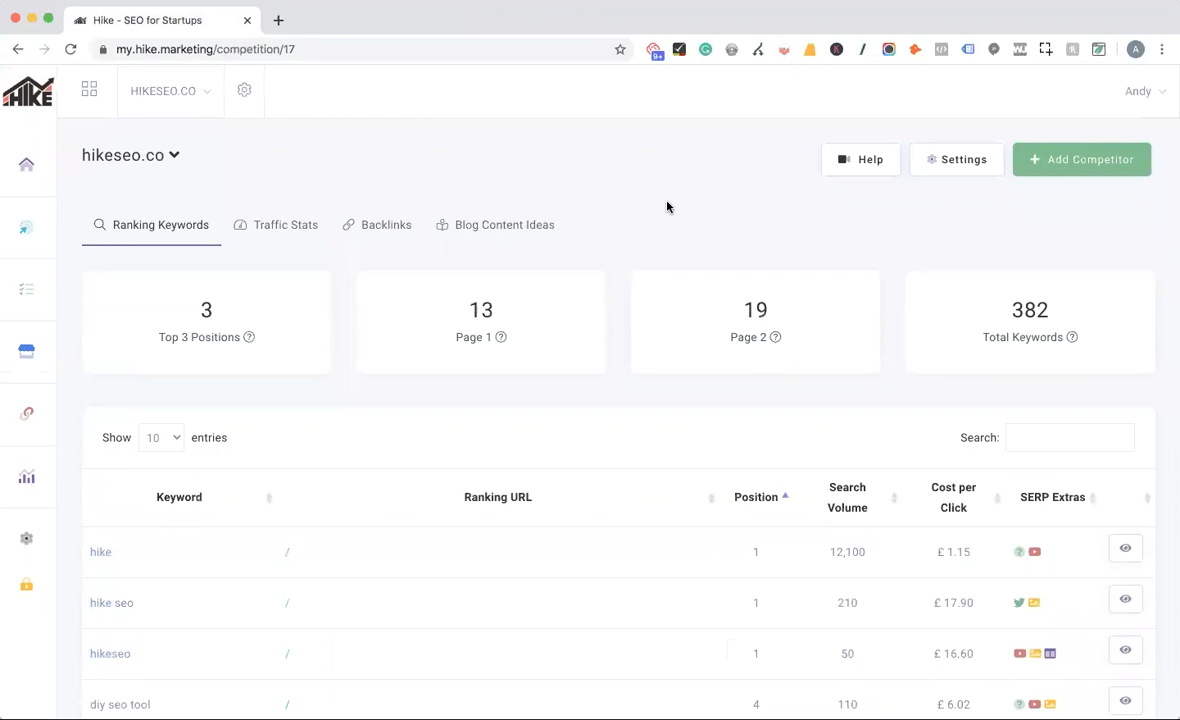 Hike - SEO for Startups
my.hike.marketing/competition/17
9+
A
HIKE
HIKESEO.CO
Andy
hikeseo.co
Help
Settings
+ Add Competitor
Ranking Keywords
Traffic Stats
Backlinks
Blog Content Ideas
3
Top 3 Positions ?
13
Page 1 ?
19
Page 2 ?
382
Total Keywords ?
Show 10 entries
Search:
Keyword
Ranking URL
Position
Search Volume
Cost per Click
SERP Extras
hike / 1 12,100 £ 1.15
hike seo / 1 210 £ 17.90
hikeseo / 1 50 £ 16.60
diy seo tool / 4 110 £ 6.02